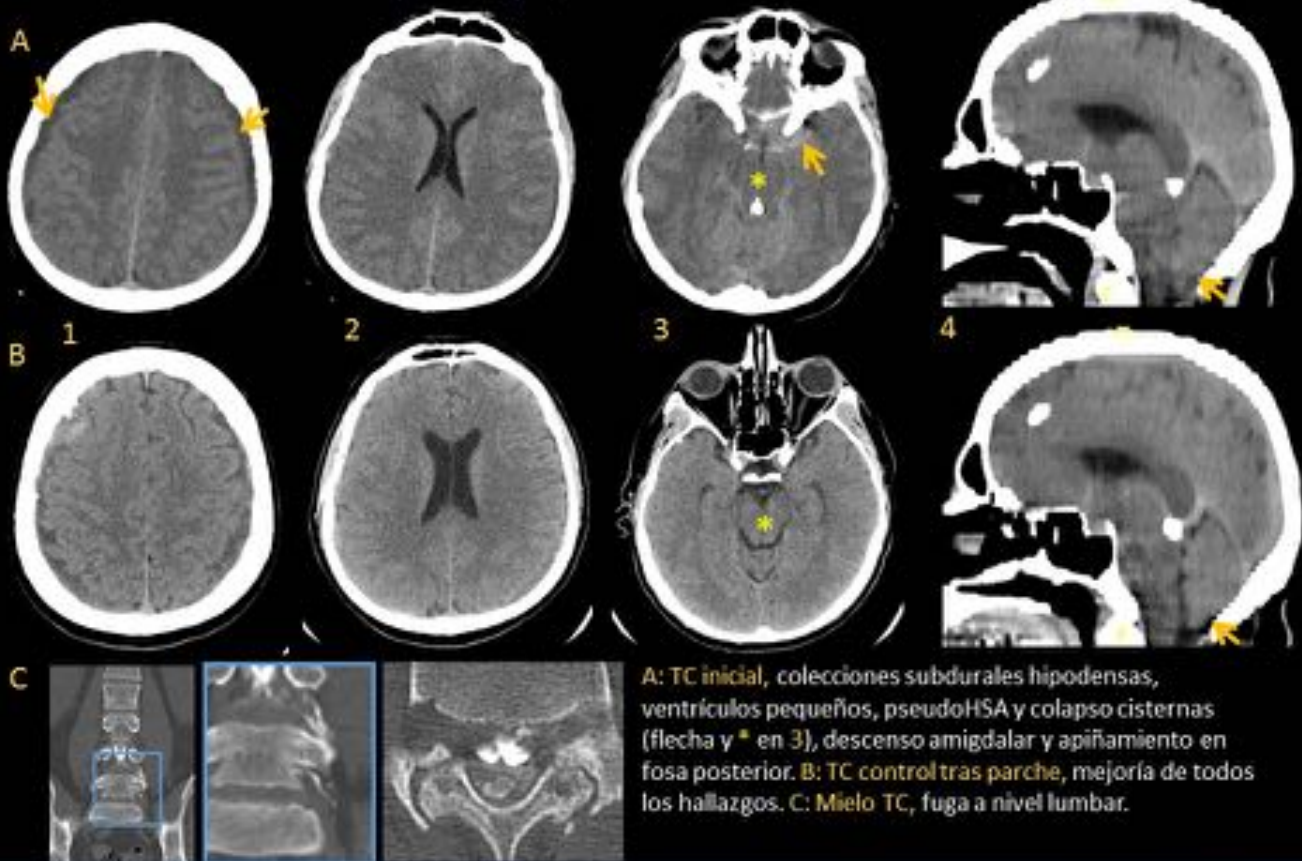 A
1
2
3
4
B
C
A: TC inicial, colecciones subdurales hipodensas,
ventrículos pequeños, pseudoHSA y colapso cisternas
(flecha y * en 3), descenso amigdalar y apiñamiento en
fosa posterior. B: TC control tras parche, mejoría de todos
los hallazgos. C: Mielo TC, fuga a nivel lumbar.